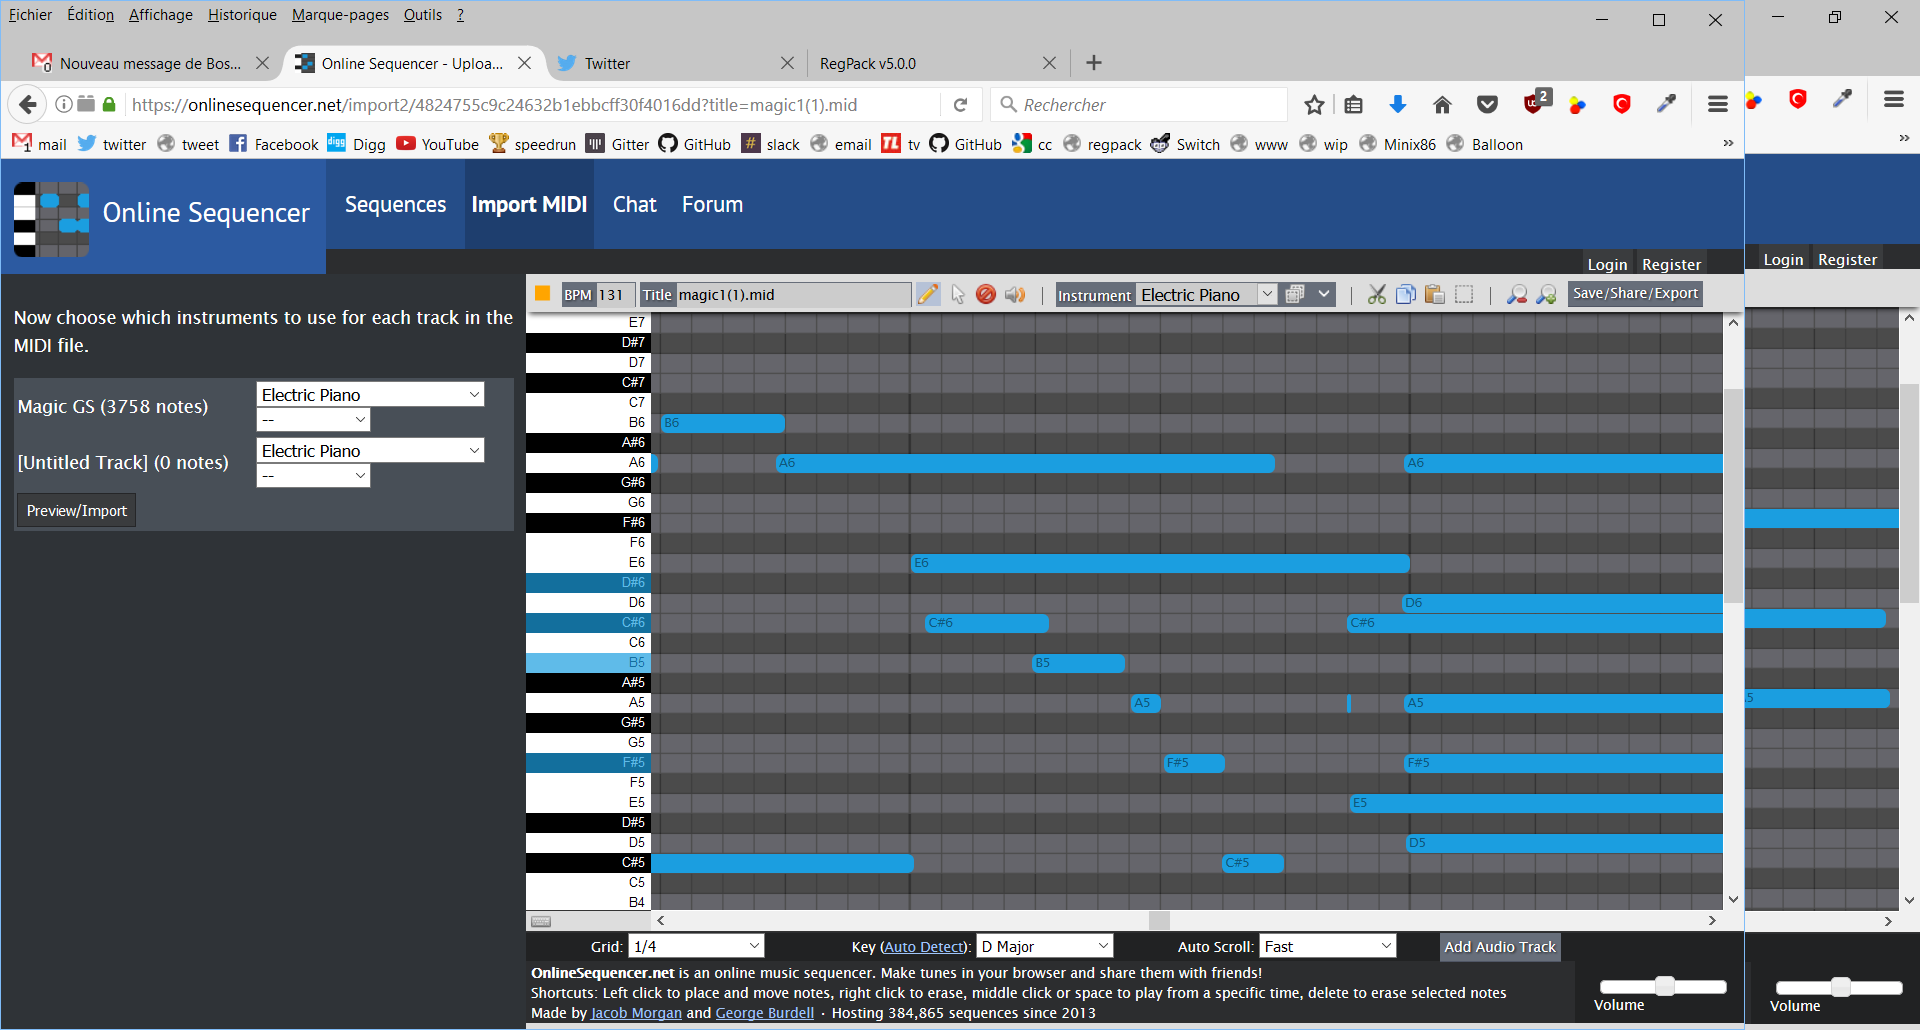 Fichier Édition Affichage Historique Marque-pages Outils ?
Nouveau message de Bos... Online Sequencer - Uploa... Twitter RegPack v5.0.0
https://onlinesequencer.net/import2/4824755c9c24632b1ebbcff30f4016dd?title=magic1(1).mid Rechercher 2
1 mail twitter tweet Facebook digg Digg YouTube speedrun Gitter GitHub # slack email TL tv GitHub cc regpack Switch www wip Minix86 Balloon »
»
Online Sequencer Sequences Import MIDI Chat Forum
Login Register
Login Register
BPM 131 Title magic1(1).mid Instrument Electric Piano Save/Share/Export
Now choose which instruments to use for each track in the
MIDI file.
Magic GS (3758 notes) Electric Piano
--
[Untitled Track] (0 notes) Electric Piano
--
Preview/Import
E7
D#7
D7
C#7
C7
B6 B6
A#6
A6 A6 A6
G#6
G6
F#6
F6
E6 E6
D#6
D6 D6
C#6 C#6 C#6
C6
B5 B5
A#5
A5 A5 A5
G#5
G5
F#5 F#5 F#5
F5
E5 E5
D#5
D5 D5
C#5 C#5
C5
B4
Grid: 1/4 Key (Auto Detect): D Major Auto Scroll: Fast Add Audio Track
OnlineSequencer.net is an online music sequencer. Make tunes in your browser and share them with friends!
Shortcuts: Left click to place and move notes, right click to erase, middle click or space to play from a specific time, delete to erase selected notes
Made by Jacob Morgan and George Burdell · Hosting 384,865 sequences since 2013
Volume
Volume